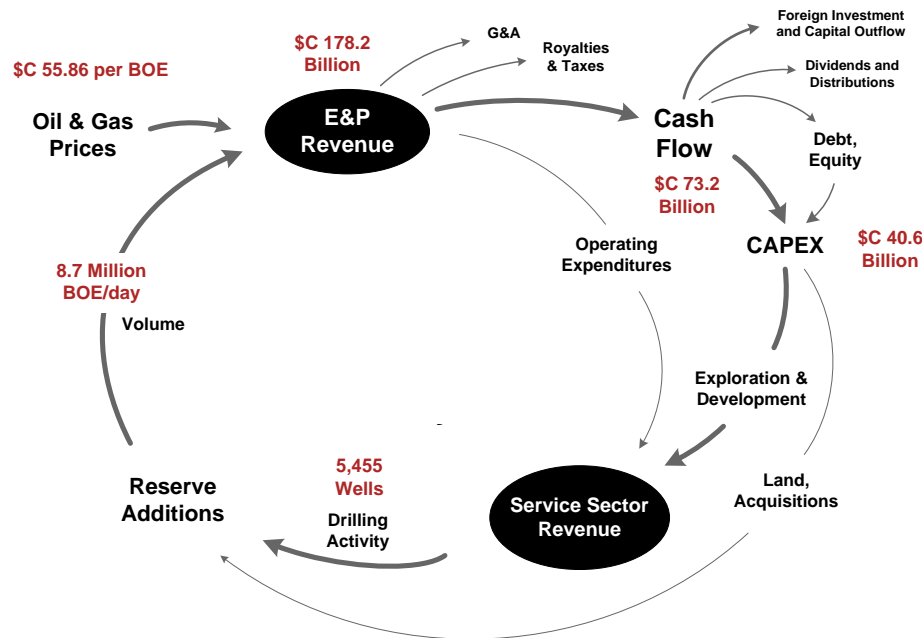 $C 55.86 per BOE
Oil & Gas
Prices
$C 178.2
Billion
E&P
Revenue
G&A
Royalties
& Taxes
Foreign Investment
and Capital Outflow
Dividends and
Distributions
Cash
Flow
Debt,
Equity
$C 73.2
Billion
CAPEX
$C 40.6
Billion
Operating
Expenditures
8.7 Million
BOE/day
Volume
Exploration &
Development
Land,
Acquisitions
Service Sector
Revenue
5,455
Wells
Drilling
Activity
Reserve
Additions